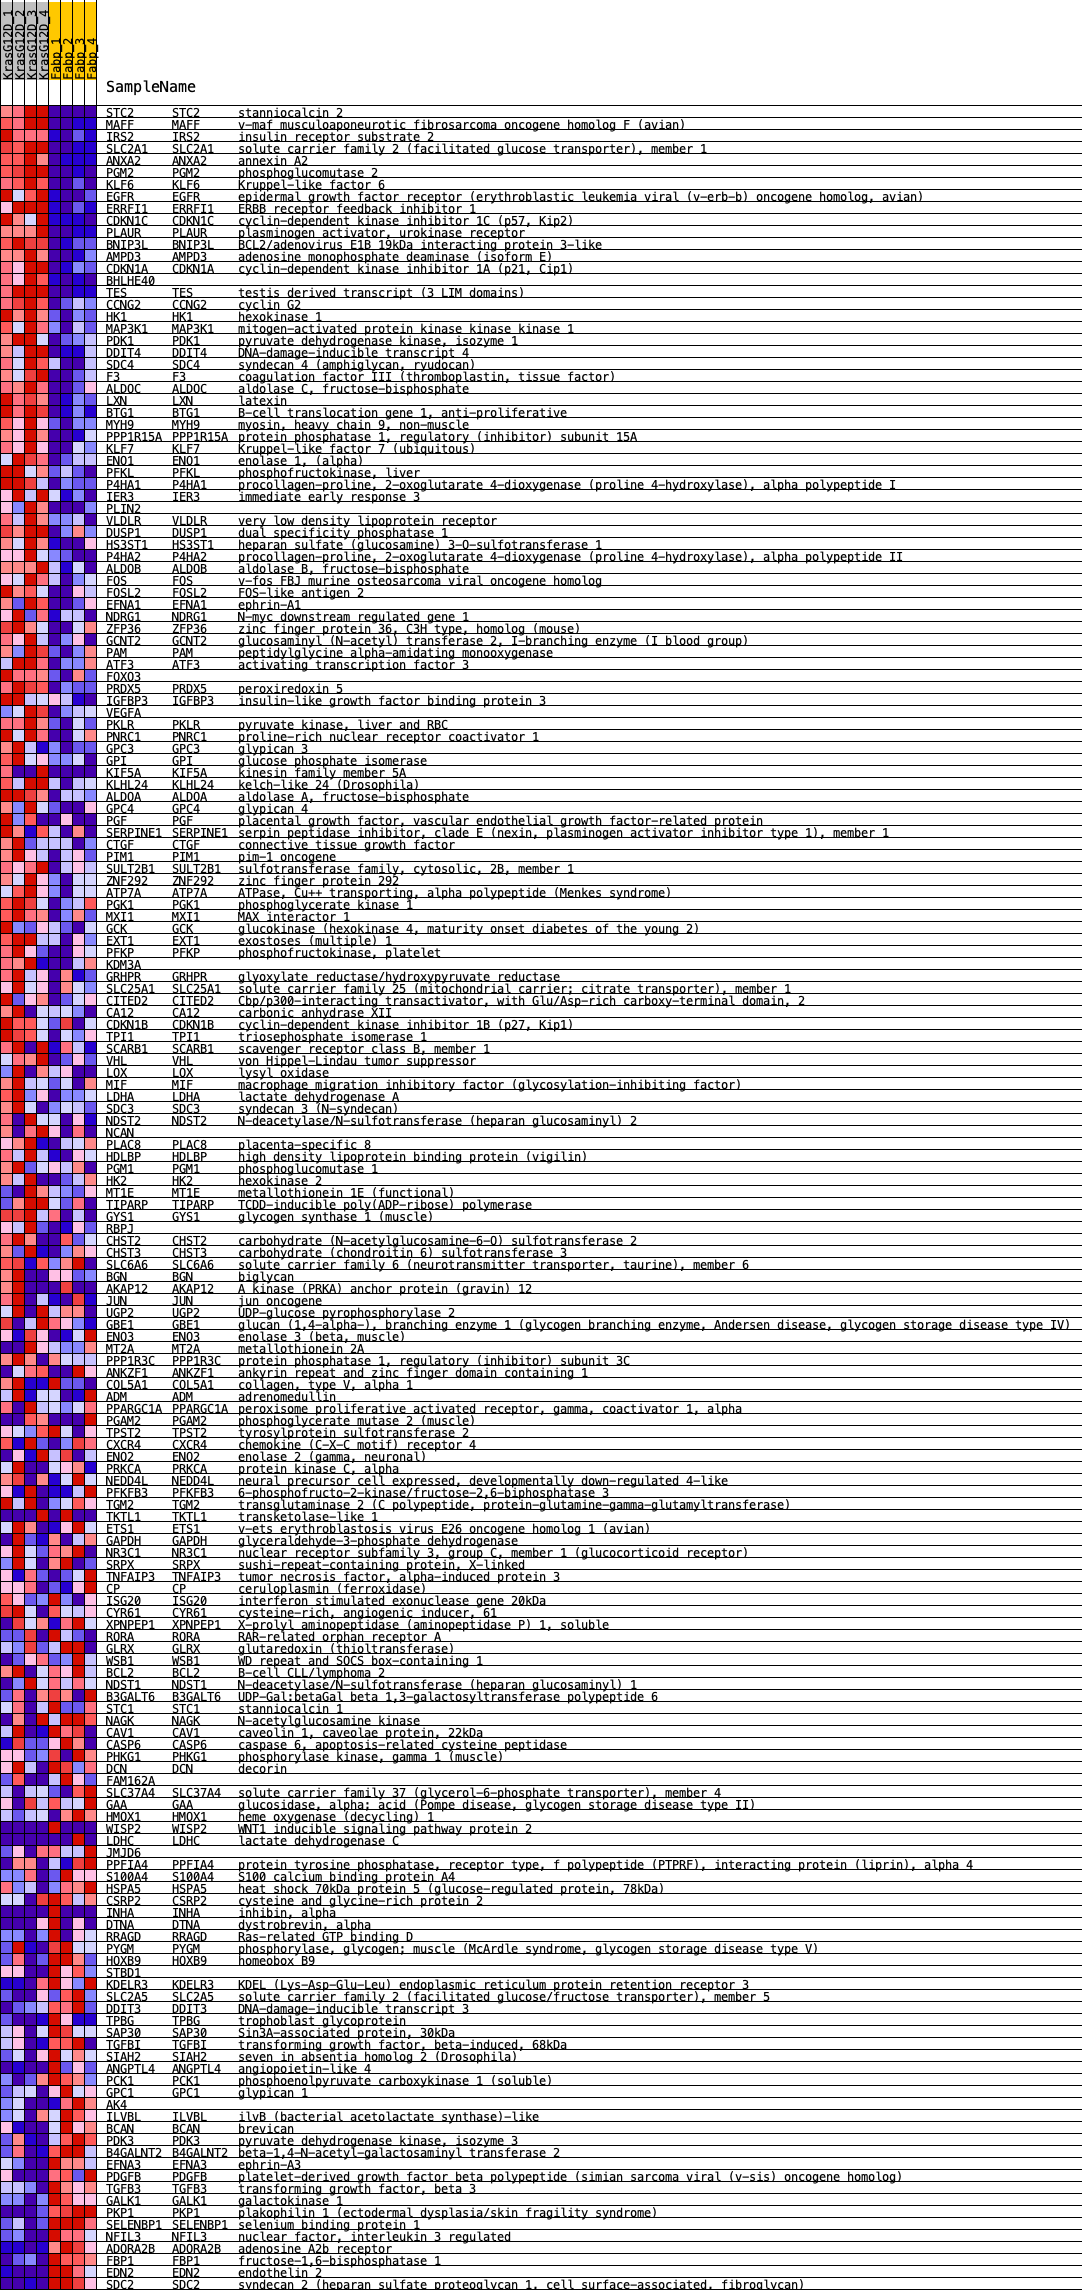 KrasG12D_1
KrasG12D_2
KrasG12D_3
KrasG12D_4
Fabp_1
Fabp_2
Fabp_3
Fabp_4
SampleName
STC2 STC2 stanniocalcin 2
MAFF MAFF v-maf musculoaponeurotic fibrosarcoma oncogene homolog F (avian)
IRS2 IRS2 insulin receptor substrate 2
SLC2A1 SLC2A1 solute carrier family 2 (facilitated glucose transporter), member 1
ANXA2 ANXA2 annexin A2
PGM2 PGM2 phosphoglucomutase 2
KLF6 KLF6 Kruppel-like factor 6
EGFR EGFR epidermal growth factor receptor (erythroblastic leukemia viral (v-erb-b) oncogene homolog, avian)
ERRFI1 ERRFI1 ERBB receptor feedback inhibitor 1
CDKN1C CDKN1C cyclin-dependent kinase inhibitor 1C (p57, Kip2)
PLAUR PLAUR plasminogen activator, urokinase receptor
BNIP3L BNIP3L BCL2/adenovirus E1B 19kDa interacting protein 3-like
AMPD3 AMPD3 adenosine monophosphate deaminase (isoform E)
CDKN1A CDKN1A cyclin-dependent kinase inhibitor 1A (p21, Cip1)
BHLHE40
TES TES testis derived transcript (3 LIM domains)
CCNG2 CCNG2 cyclin G2
HK1 HK1 hexokinase 1
MAP3K1 MAP3K1 mitogen-activated protein kinase kinase kinase 1
PDK1 PDK1 pyruvate dehydrogenase kinase, isozyme 1
DDIT4 DDIT4 DNA-damage-inducible transcript 4
SDC4 SDC4 syndecan 4 (amphiglycan, ryudocan)
F3 F3 coagulation factor III (thromboplastin, tissue factor)
ALDOC ALDOC aldolase C, fructose-bisphosphate
LXN LXN latexin
BTG1 BTG1 B-cell translocation gene 1, anti-proliferative
MYH9 MYH9 myosin, heavy chain 9, non-muscle
PPP1R15A PPP1R15A protein phosphatase 1, regulatory (inhibitor) subunit 15A
KLF7 KLF7 Kruppel-like factor 7 (ubiquitous)
ENO1 ENO1 enolase 1, (alpha)
PFKL PFKL phosphofructokinase, liver
P4HA1 P4HA1 procollagen-proline, 2-oxoglutarate 4-dioxygenase (proline 4-hydroxylase), alpha polypeptide I
IER3 IER3 immediate early response 3
PLIN2
VLDLR VLDLR very low density lipoprotein receptor
DUSP1 DUSP1 dual specificity phosphatase 1
HS3ST1 HS3ST1 heparan sulfate (glucosamine) 3-O-sulfotransferase 1
P4HA2 P4HA2 procollagen-proline, 2-oxoglutarate 4-dioxygenase (proline 4-hydroxylase), alpha polypeptide II
ALDOB ALDOB aldolase B, fructose-bisphosphate
FOS FOS v-fos FBJ murine osteosarcoma viral oncogene homolog
FOSL2 FOSL2 FOS-like antigen 2
EFNA1 EFNA1 ephrin-A1
NDRG1 NDRG1 N-myc downstream regulated gene 1
ZFP36 ZFP36 zinc finger protein 36, C3H type, homolog (mouse)
GCNT2 GCNT2 glucosaminyl (N-acetyl) transferase 2, I-branching enzyme (I blood group)
PAM PAM peptidylglycine alpha-amidating monooxygenase
ATF3 ATF3 activating transcription factor 3
FOXO3
PRDX5 PRDX5 peroxiredoxin 5
IGFBP3 IGFBP3 insulin-like growth factor binding protein 3
VEGFA
PKLR PKLR pyruvate kinase, liver and RBC
PNRC1 PNRC1 proline-rich nuclear receptor coactivator 1
GPC3 GPC3 glypican 3
GPI GPI glucose phosphate isomerase
KIF5A KIF5A kinesin family member 5A
KLHL24 KLHL24 kelch-like 24 (Drosophila)
ALDOA ALDOA aldolase A, fructose-bisphosphate
GPC4 GPC4 glypican 4
PGF PGF placental growth factor, vascular endothelial growth factor-related protein
SERPINE1 SERPINE1 serpin peptidase inhibitor, clade E (nexin, plasminogen activator inhibitor type 1), member 1
CTGF CTGF connective tissue growth factor
PIM1 PIM1 pim-1 oncogene
SULT2B1 SULT2B1 sulfotransferase family, cytosolic, 2B, member 1
ZNF292 ZNF292 zinc finger protein 292
ATP7A ATP7A ATPase, Cu++ transporting, alpha polypeptide (Menkes syndrome)
PGK1 PGK1 phosphoglycerate kinase 1
MXI1 MXI1 MAX interactor 1
GCK GCK glucokinase (hexokinase 4, maturity onset diabetes of the young 2)
EXT1 EXT1 exostoses (multiple) 1
PFKP PFKP phosphofructokinase, platelet
KDM3A
GRHPR GRHPR glyoxylate reductase/hydroxypyruvate reductase
SLC25A1 SLC25A1 solute carrier family 25 (mitochondrial carrier; citrate transporter), member 1
CITED2 CITED2 Cbp/p300-interacting transactivator, with Glu/Asp-rich carboxy-terminal domain, 2
CA12 CA12 carbonic anhydrase XII
CDKN1B CDKN1B cyclin-dependent kinase inhibitor 1B (p27, Kip1)
TPI1 TPI1 triosephosphate isomerase 1
SCARB1 SCARB1 scavenger receptor class B, member 1
VHL VHL von Hippel-Lindau tumor suppressor
LOX LOX lysyl oxidase
MIF MIF macrophage migration inhibitory factor (glycosylation-inhibiting factor)
LDHA LDHA lactate dehydrogenase A
SDC3 SDC3 syndecan 3 (N-syndecan)
NDST2 NDST2 N-deacetylase/N-sulfotransferase (heparan glucosaminyl) 2
NCAN
PLAC8 PLAC8 placenta-specific 8
HDLBP HDLBP high density lipoprotein binding protein (vigilin)
PGM1 PGM1 phosphoglucomutase 1
HK2 HK2 hexokinase 2
MT1E MT1E metallothionein 1E (functional)
TIPARP TIPARP TCDD-inducible poly(ADP-ribose) polymerase
GYS1 GYS1 glycogen synthase 1 (muscle)
RBPJ
CHST2 CHST2 carbohydrate (N-acetylglucosamine-6-O) sulfotransferase 2
CHST3 CHST3 carbohydrate (chondroitin 6) sulfotransferase 3
SLC6A6 SLC6A6 solute carrier family 6 (neurotransmitter transporter, taurine), member 6
BGN BGN biglycan
AKAP12 AKAP12 A kinase (PRKA) anchor protein (gravin) 12
JUN JUN jun oncogene
UGP2 UGP2 UDP-glucose pyrophosphorylase 2
GBE1 GBE1 glucan (1,4-alpha-), branching enzyme 1 (glycogen branching enzyme, Andersen disease, glycogen storage disease type IV)
ENO3 ENO3 enolase 3 (beta, muscle)
MT2A MT2A metallothionein 2A
PPP1R3C PPP1R3C protein phosphatase 1, regulatory (inhibitor) subunit 3C
ANKZF1 ANKZF1 ankyrin repeat and zinc finger domain containing 1
COL5A1 COL5A1 collagen, type V, alpha 1
ADM ADM adrenomedullin
PPARGC1A PPARGC1A peroxisome proliferative activated receptor, gamma, coactivator 1, alpha
PGAM2 PGAM2 phosphoglycerate mutase 2 (muscle)
TPST2 TPST2 tyrosylprotein sulfotransferase 2
CXCR4 CXCR4 chemokine (C-X-C motif) receptor 4
ENO2 ENO2 enolase 2 (gamma, neuronal)
PRKCA PRKCA protein kinase C, alpha
NEDD4L NEDD4L neural precursor cell expressed, developmentally down-regulated 4-like
PFKFB3 PFKFB3 6-phosphofructo-2-kinase/fructose-2,6-biphosphatase 3
TGM2 TGM2 transglutaminase 2 (C polypeptide, protein-glutamine-gamma-glutamyltransferase)
TKTL1 TKTL1 transketolase-like 1
ETS1 ETS1 v-ets erythroblastosis virus E26 oncogene homolog 1 (avian)
GAPDH GAPDH glyceraldehyde-3-phosphate dehydrogenase
NR3C1 NR3C1 nuclear receptor subfamily 3, group C, member 1 (glucocorticoid receptor)
SRPX SRPX sushi-repeat-containing protein, X-linked
TNFAIP3 TNFAIP3 tumor necrosis factor, alpha-induced protein 3
CP CP ceruloplasmin (ferroxidase)
ISG20 ISG20 interferon stimulated exonuclease gene 20kDa
CYR61 CYR61 cysteine-rich, angiogenic inducer, 61
XPNPEP1 XPNPEP1 X-prolyl aminopeptidase (aminopeptidase P) 1, soluble
RORA RORA RAR-related orphan receptor A
GLRX GLRX glutaredoxin (thioltransferase)
WSB1 WSB1 WD repeat and SOCS box-containing 1
BCL2 BCL2 B-cell CLL/lymphoma 2
NDST1 NDST1 N-deacetylase/N-sulfotransferase (heparan glucosaminyl) 1
B3GALT6 B3GALT6 UDP-Gal:betaGal beta 1,3-galactosyltransferase polypeptide 6
STC1 STC1 stanniocalcin 1
NAGK NAGK N-acetylglucosamine kinase
CAV1 CAV1 caveolin 1, caveolae protein, 22kDa
CASP6 CASP6 caspase 6, apoptosis-related cysteine peptidase
PHKG1 PHKG1 phosphorylase kinase, gamma 1 (muscle)
DCN DCN decorin
FAM162A
SLC37A4 SLC37A4 solute carrier family 37 (glycerol-6-phosphate transporter), member 4
GAA GAA glucosidase, alpha; acid (Pompe disease, glycogen storage disease type II)
HMOX1 HMOX1 heme oxygenase (decycling) 1
WISP2 WISP2 WNT1 inducible signaling pathway protein 2
LDHC LDHC lactate dehydrogenase C
JMJD6
PPFIA4 PPFIA4 protein tyrosine phosphatase, receptor type, f polypeptide (PTPRF), interacting protein (liprin), alpha 4
S100A4 S100A4 S100 calcium binding protein A4
HSPA5 HSPA5 heat shock 70kDa protein 5 (glucose-regulated protein, 78kDa)
CSRP2 CSRP2 cysteine and glycine-rich protein 2
INHA INHA inhibin, alpha
DTNA DTNA dystrobrevin, alpha
RRAGD RRAGD Ras-related GTP binding D
PYGM PYGM phosphorylase, glycogen; muscle (McArdle syndrome, glycogen storage disease type V)
HOXB9 HOXB9 homeobox B9
STBD1
KDELR3 KDELR3 KDEL (Lys-Asp-Glu-Leu) endoplasmic reticulum protein retention receptor 3
SLC2A5 SLC2A5 solute carrier family 2 (facilitated glucose/fructose transporter), member 5
DDIT3 DDIT3 DNA-damage-inducible transcript 3
TPBG TPBG trophoblast glycoprotein
SAP30 SAP30 Sin3A-associated protein, 30kDa
TGFBI TGFBI transforming growth factor, beta-induced, 68kDa
SIAH2 SIAH2 seven in absentia homolog 2 (Drosophila)
ANGPTL4 ANGPTL4 angiopoietin-like 4
PCK1 PCK1 phosphoenolpyruvate carboxykinase 1 (soluble)
GPC1 GPC1 glypican 1
AK4
ILVBL ILVBL ilvB (bacterial acetolactate synthase)-like
BCAN BCAN brevican
PDK3 PDK3 pyruvate dehydrogenase kinase, isozyme 3
B4GALNT2 B4GALNT2 beta-1,4-N-acetyl-galactosaminyl transferase 2
EFNA3 EFNA3 ephrin-A3
PDGFB PDGFB platelet-derived growth factor beta polypeptide (simian sarcoma viral (v-sis) oncogene homolog)
TGFB3 TGFB3 transforming growth factor, beta 3
GALK1 GALK1 galactokinase 1
PKP1 PKP1 plakophilin 1 (ectodermal dysplasia/skin fragility syndrome)
SELENBP1 SELENBP1 selenium binding protein 1
NFIL3 NFIL3 nuclear factor, interleukin 3 regulated
ADORA2B ADORA2B adenosine A2b receptor
FBP1 FBP1 fructose-1,6-bisphosphatase 1
EDN2 EDN2 endothelin 2
SDC2 SDC2 syndecan 2 (heparan sulfate proteoglycan 1, cell surface-associated, fibroglycan)